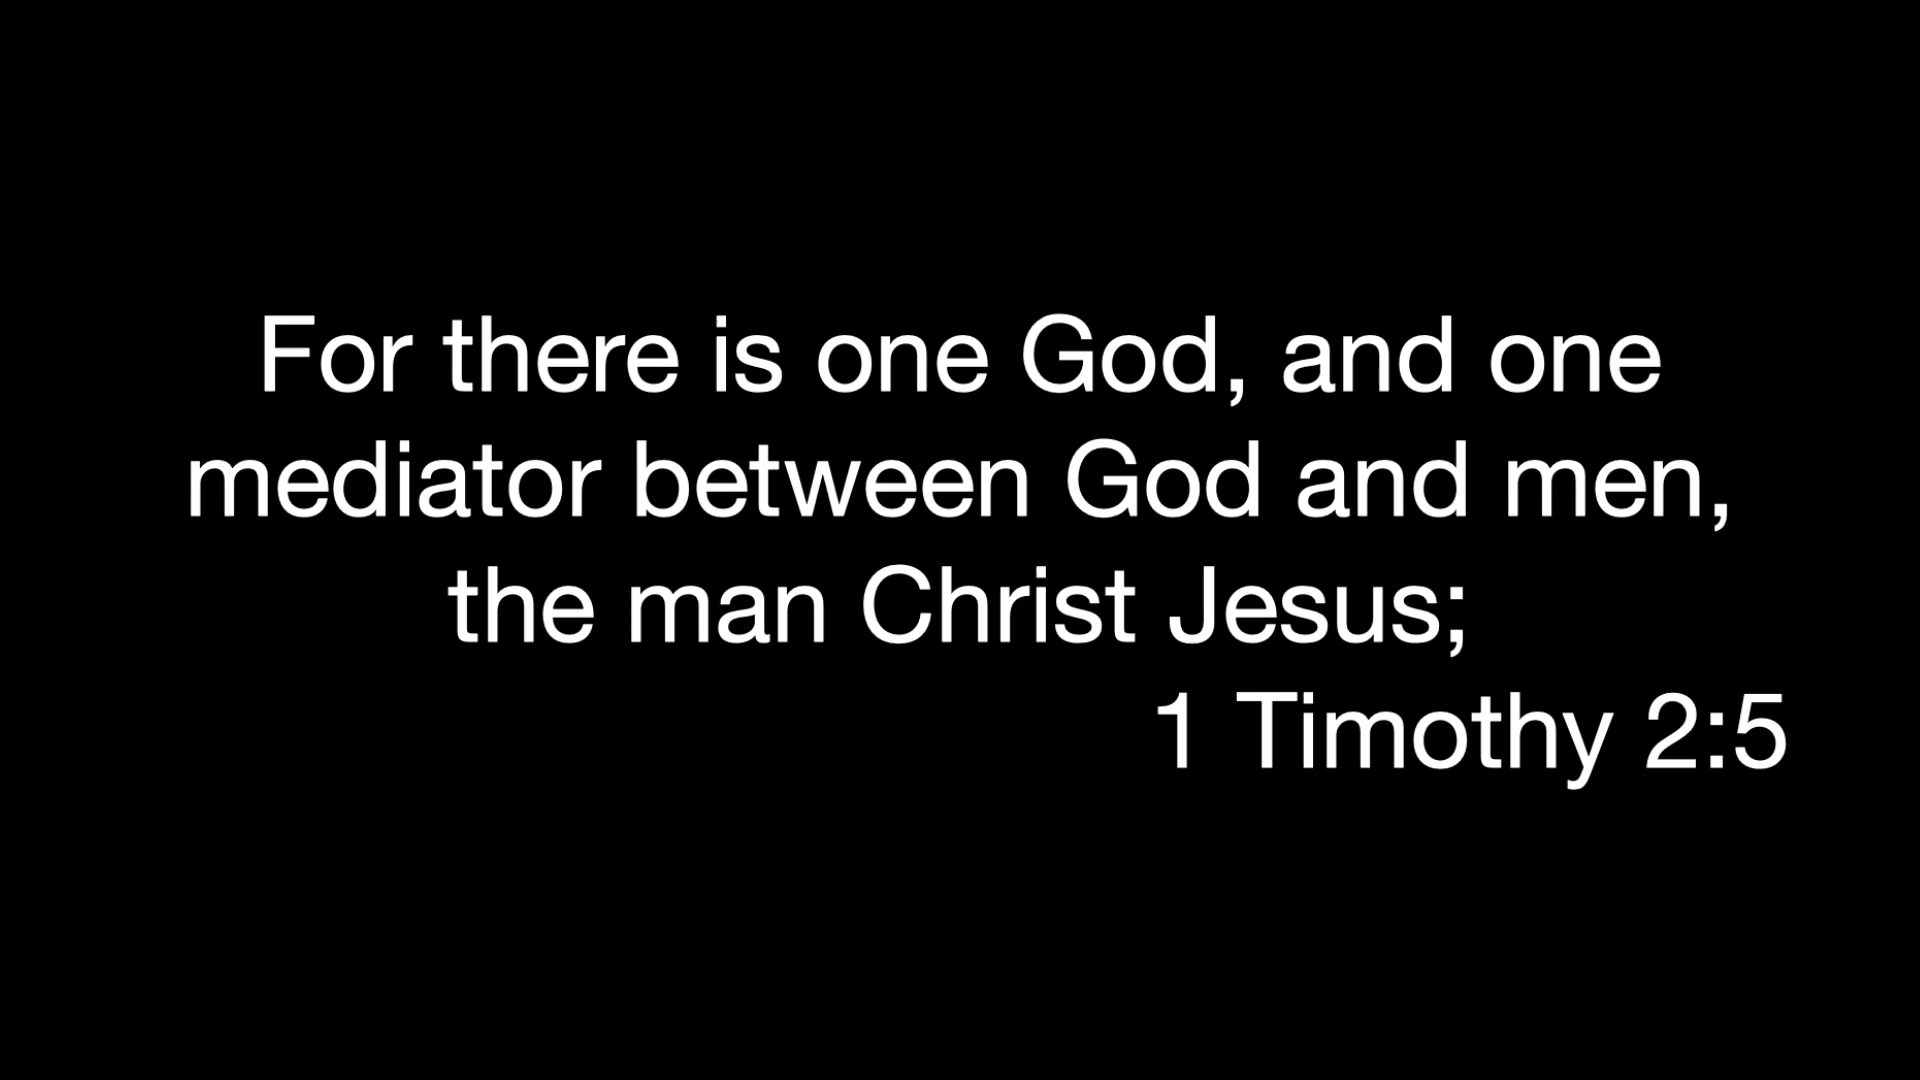 For there is one God, and one
mediator between God and men,
the man Christ Jesus;
1 Timothy 2:5